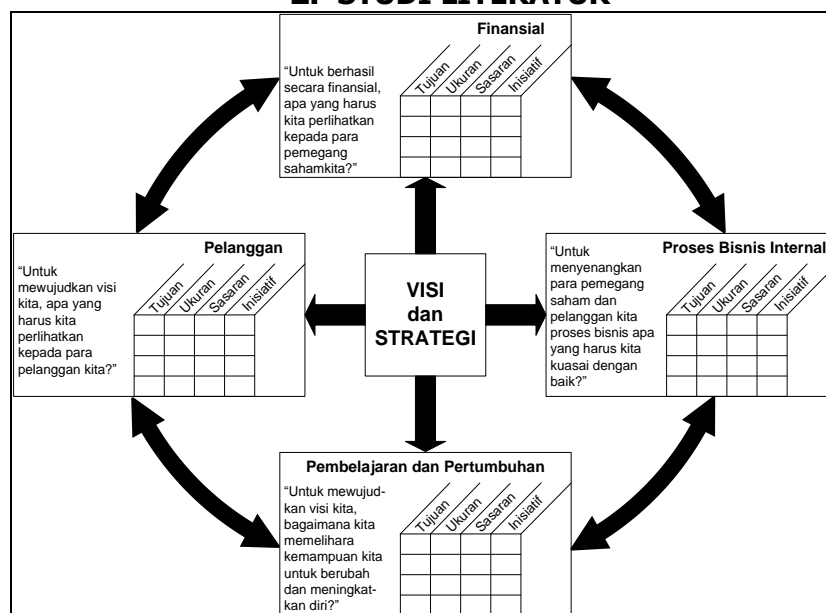 2. STUDI LITERATUR
Finansial
“Untuk berhasil
secara finansial,
apa yang harus
kita perlihatkan
kepada para
pemegang
sahamkita?”
Tujuan
Ukuran
Sasaran
Inisiatif
Pelanggan
“Untuk
mewujudkan visi
kita, apa yang
harus kita
perlihatkan
kepada para
pelanggan kita?”
Tujuan
Ukuran
Sasaran
Inisiatif
VISI
dan
STRATEGI
Proses Bisnis Internal
“Untuk
menyenangkan
para pemegang
saham dan
pelanggan kita
proses bisnis apa
yang harus kita
kuasai dengan
baik?”
Tujuan
Ukuran
Sasaran
Inisiatif
Pembelajaran dan Pertumbuhan
“Untuk mewujud-
kan visi kita,
bagaimana kita
memelihara
kemampuan kita
untuk berubah
dan meningkat-
kan diri?”
Tujuan
Ukuran
Sasaran
Inisiatif